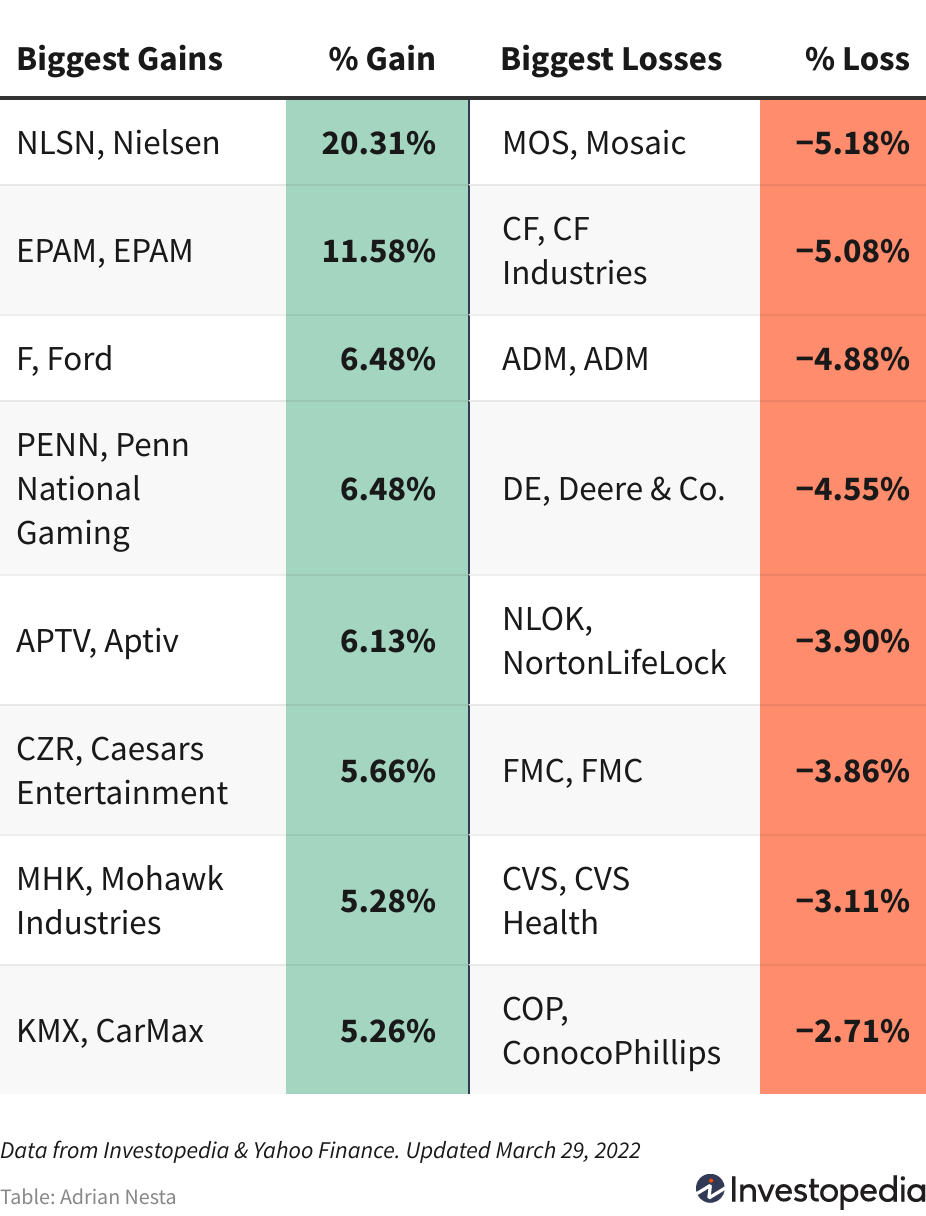 Biggest Gains % Gain Biggest Losses % Loss
NLSN, Nielsen 20.31% MOS, Mosaic −5.18%
EPAM, EPAM 11.58% CF, CF
Industries −5.08%
F, Ford 6.48% ADM, ADM −4.88%
PENN, Penn
National
Gaming 6.48% DE, Deere & Co. −4.55%
APTV, Aptiv 6.13% NLOK,
NortonLifeLock −3.90%
CZR, Caesars
Entertainment 5.66% FMC, FMC −3.86%
MHK, Mohawk
Industries 5.28% CVS, CVS
Health −3.11%
KMX, CarMax 5.26% COP,
ConocoPhillips −2.71%
Data from Investopedia & Yahoo Finance. Updated March 29, 2022
Table: Adrian Nesta
Investopedia